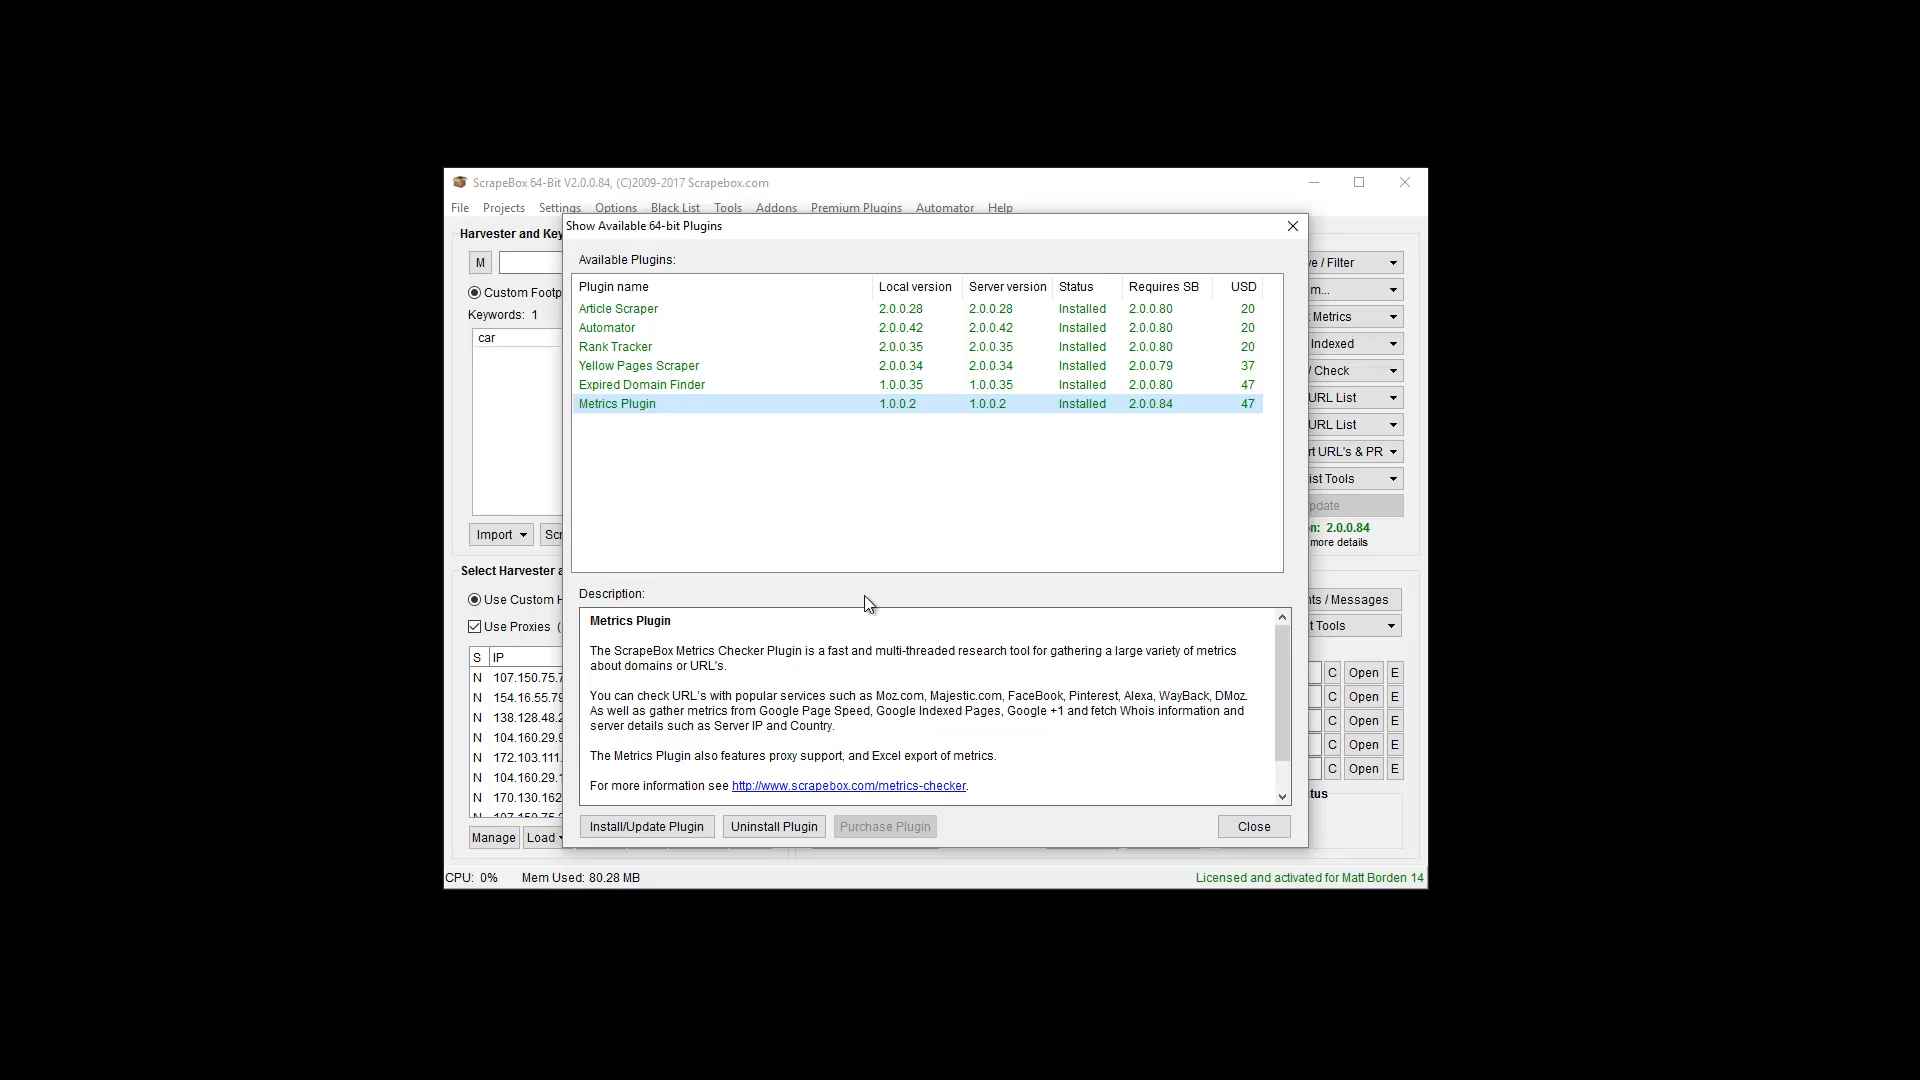 ScrapeBox 64-Bit V2.0.0.84, (C)2009-2017 Scrapebox.com
File Projects Settings Options Black List Tools Addons Premium Plugins Automator Help
Harvester and Key
M
Custom Footp
Keywords: 1
car
Import
Scr
Show Available 64-bit Plugins
Available Plugins:
Plugin name Local version Server version Status Requires SB USD
Article Scraper 2.0.0.28 2.0.0.28 Installed 2.0.0.80 20
Automator 2.0.0.42 2.0.0.42 Installed 2.0.0.80 20
Rank Tracker 2.0.0.35 2.0.0.35 Installed 2.0.0.80 20
Yellow Pages Scraper 2.0.0.34 2.0.0.34 Installed 2.0.0.79 37
Expired Domain Finder 1.0.0.35 1.0.0.35 Installed 2.0.0.80 47
Metrics Plugin 1.0.0.2 1.0.0.2 Installed 2.0.0.84 47
Description:
Metrics Plugin
The ScrapeBox Metrics Checker Plugin is a fast and multi-threaded research tool for gathering a large variety of metrics
about domains or URL's.
You can check URL's with popular services such as Moz.com, Majestic.com, FaceBook, Pinterest, Alexa, WayBack, DMoz.
As well as gather metrics from Google Page Speed, Google Indexed Pages, Google +1 and fetch Whois information and
server details such as Server IP and Country.
The Metrics Plugin also features proxy support, and Excel export of metrics.
For more information see http://www.scrapebox.com/metrics-checker.
Install/Update Plugin Uninstall Plugin Purchase Plugin Close
ve / Filter
m...
Metrics
Indexed
/ Check
URL List
URL List
rt URL's & PR
ist Tools
pdate
n: 2.0.0.84
more details
Select Harvester a
Use Custom H
Use Proxies (
S IP
N 107.150.75.7
N 154.16.55.79
N 138.128.48.2
N 104.160.29.9
N 172.103.111.
N 104.160.29.1
N 170.130.162
Manage Load
nts / Messages
t Tools
C Open E
C Open E
C Open E
C Open E
C Open E
tus
CPU: 0% Mem Used: 80.28 MB
Licensed and activated for Matt Borden 14